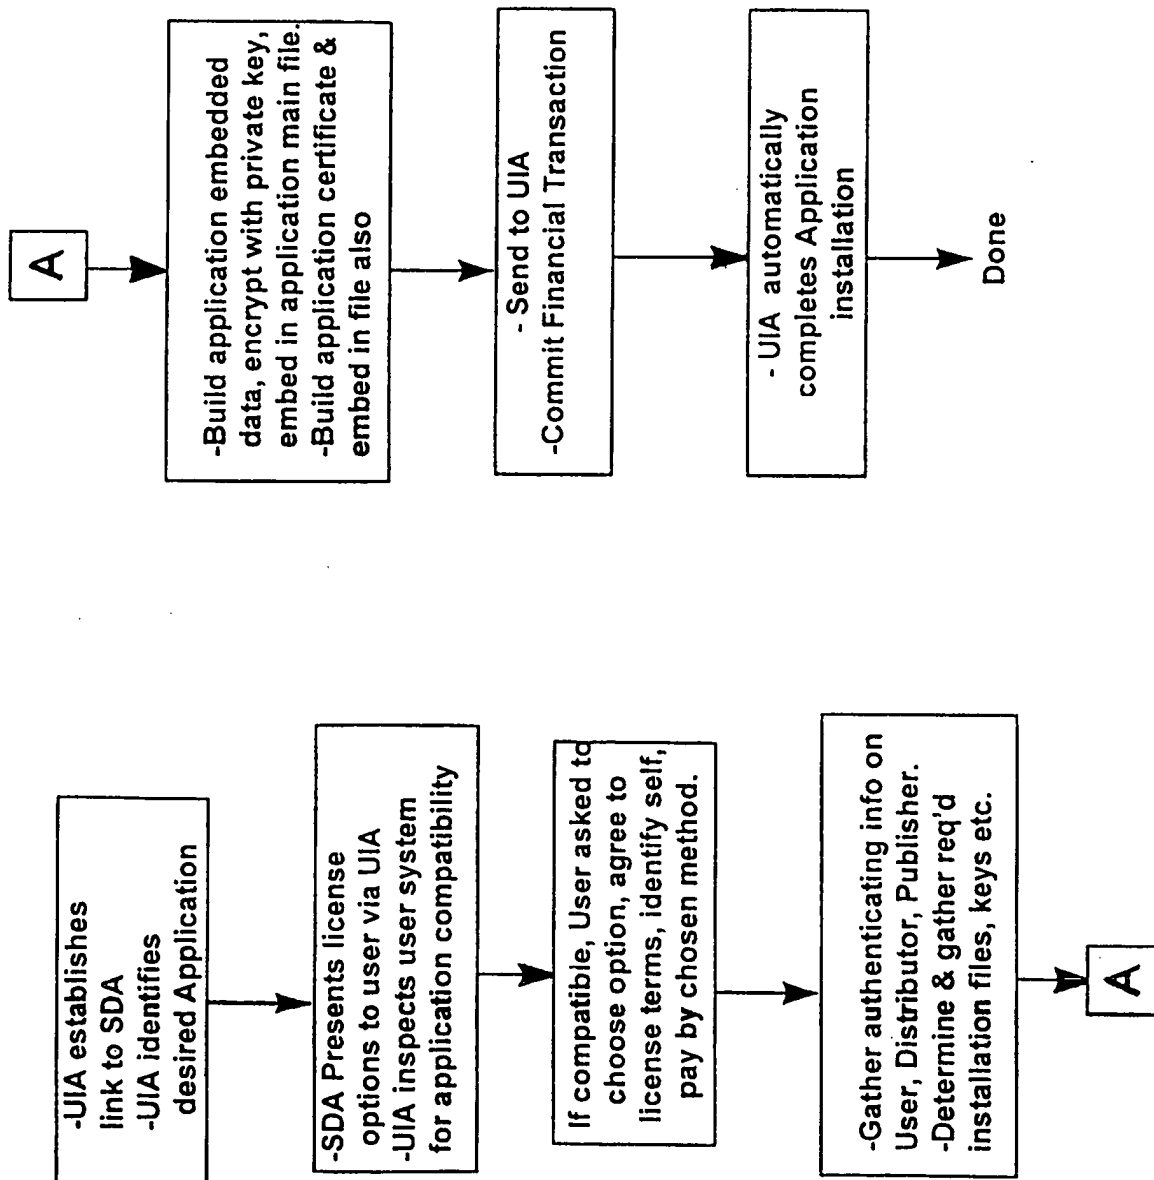 -UIA establishes
link to SDA
-UIA identifies
desired Application
-SDA Presents license
options to user via UIA
-UIA inspects user system
for application compatibility
If compatible, User asked to
choose option, agree to
license terms, identify self,
pay by chosen method.
-Gather authenticating info on
User, Distributor, Publisher.
-Determine & gather req'd
installation files, keys etc.
A
A
-Build application embedded
data, encrypt with private key,
embed in application main file.
-Build application certificate &
embed in file also
- Send to UIA
-Commit Financial Transaction
- UIA automatically
completes Application
installation
Done